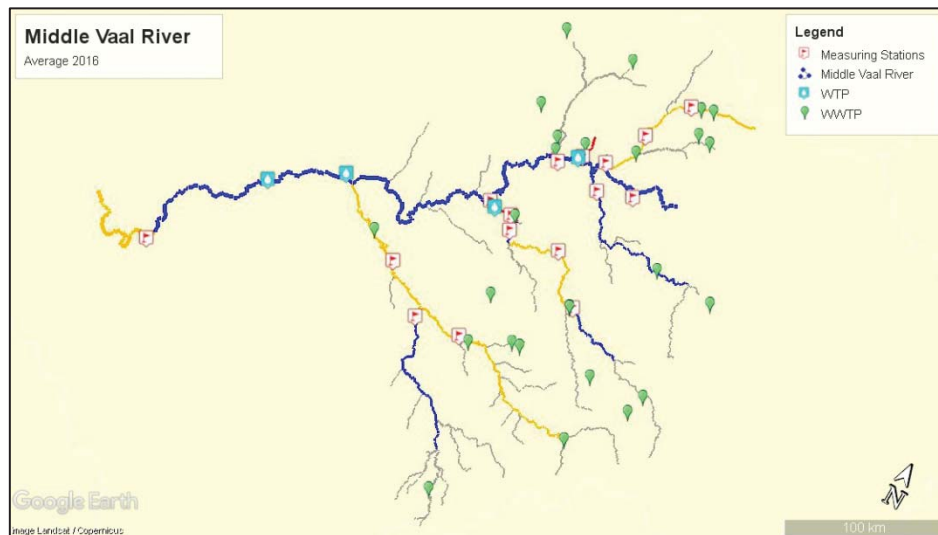 Middle Vaal River
Average 2016
Legend
Measuring Stations
Middle Vaal River
WTP
WWTP
N
Google Earth
Image Landsat / Copernicus
100 km